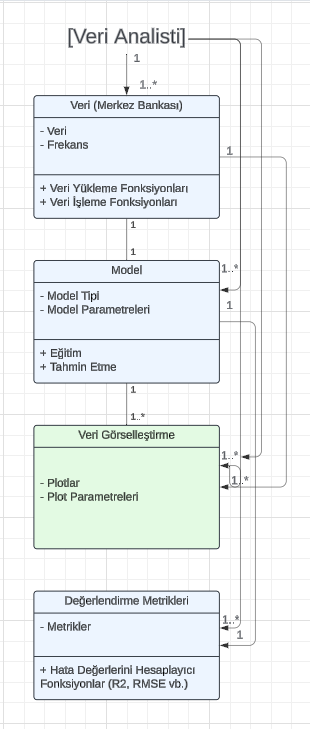 [Veri Analisti]
1
1..*
Veri (Merkez Bankası)
- Veri
- Frekans
1
+ Veri Yükleme Fonksiyonları
+ Veri İşleme Fonksiyonları
1
1
Model
1..*
- Model Tipi
- Model Parametreleri
1
+ Eğitim
+ Tahmin Etme
1
1..*
Veri Görselleştirme
1..*
- Plotlar
1..*
- Plot Parametreleri
Değerlendirme Metrikleri
1..*
- Metrikler
1
+ Hata Değerlerini Hesaplayıcı
Fonksiyonlar (R2, RMSE vb.)